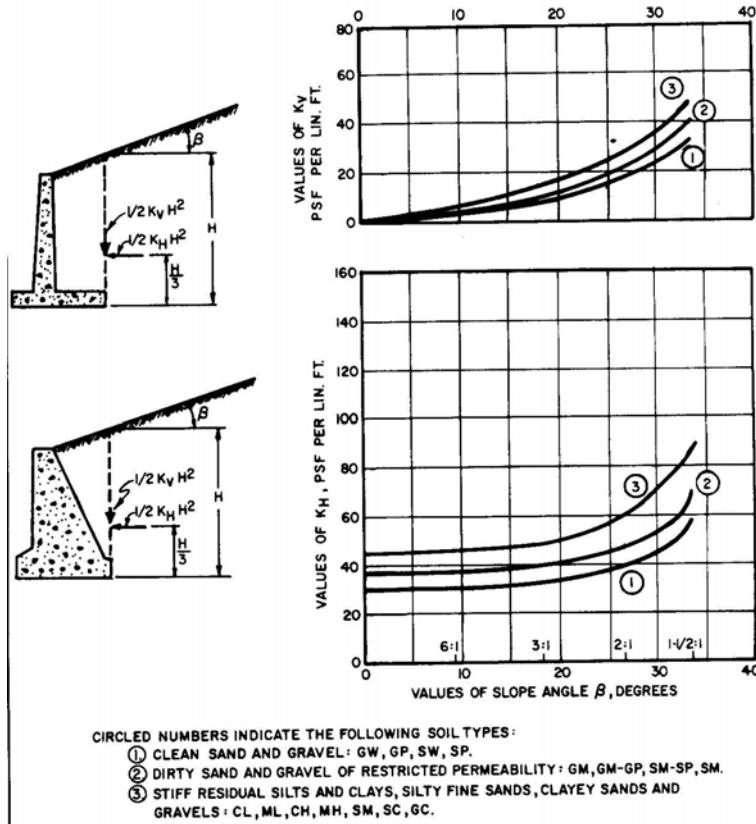 0 10 20 30 40
80
60
40
20
0
VALUES OF KV
PSF PER LIN. FT.
3
2
1
β
1/2 KV H²
1/2 KH H²
H
H/3
160
140
120
100
80
60
40
20
0
VALUES OF KH, PSF PER LIN. FT.
3
2
1
6:1 3:1 2:1 1-1/2:1
0 10 20 30 40
VALUES OF SLOPE ANGLE β, DEGREES
β
1/2 KV H²
1/2 KH H²
H
H/3
CIRCLED NUMBERS INDICATE THE FOLLOWING SOIL TYPES:
① CLEAN SAND AND GRAVEL: GW, GP, SW, SP.
② DIRTY SAND AND GRAVEL OF RESTRICTED PERMEABILITY: GM, GM-GP, SM-SP, SM.
③ STIFF RESIDUAL SILTS AND CLAYS, SILTY FINE SANDS, CLAYEY SANDS AND
GRAVELS: CL, ML, CH, MH, SM, SC, GC.